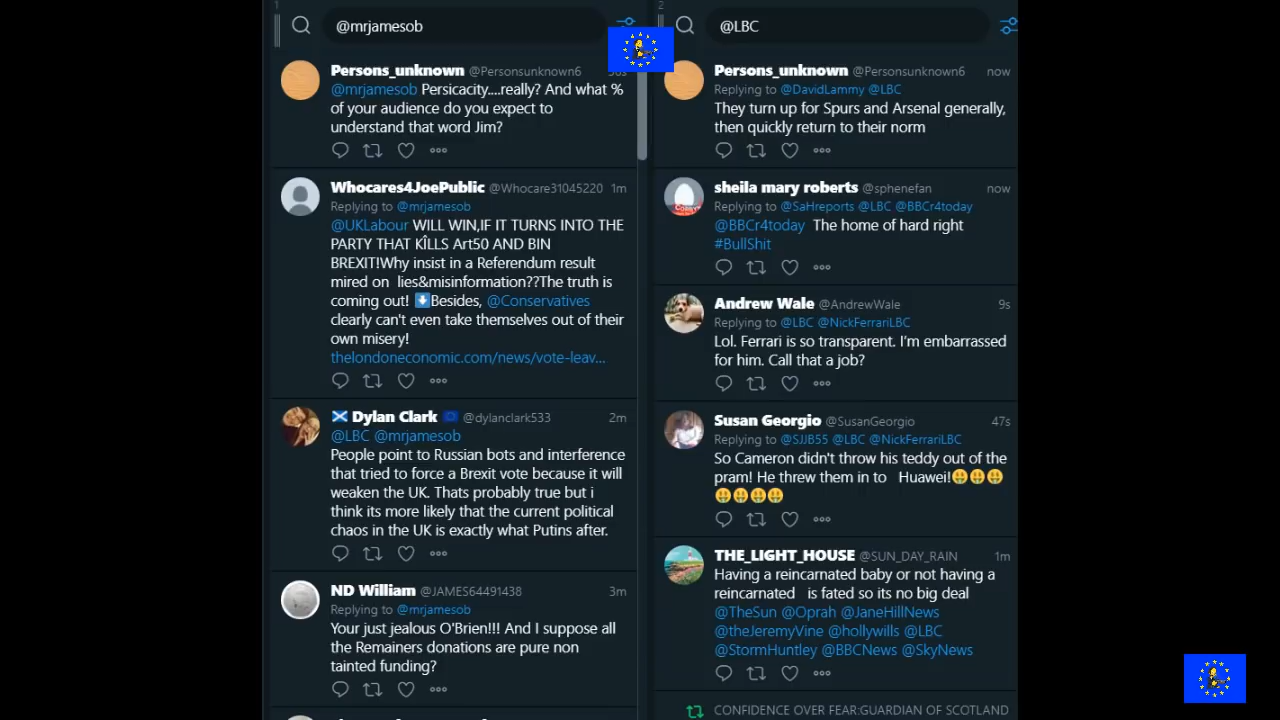 1
@mrjamesob
Persons_unknown @Personsunknown6
@mrjamesob Persicacity....really? And what %
of your audience do you expect to
understand that word Jim?
Whocares4JoePublic @Whocare31045220 1m
Replying to @mrjamesob
@UKLabour WILL WIN,IF IT TURNS INTO THE
PARTY THAT KILLS Art50 AND BIN
BREXIT!Why insist in a Referendum result
mired on lies&misinformation??The truth is
coming out! ⬇Besides, @Conservatives
clearly can't even take themselves out of their
own misery!
thelondoneconomic.com/news/vote-leav...
Dylan Clark @dylanclark533 2m
@LBC @mrjamesob
People point to Russian bots and interference
that tried to force a Brexit vote because it will
weaken the UK. Thats probably true but i
think its more likely that the current political
chaos in the UK is exactly what Putins after.
ND William @JAMES64491438 3m
Replying to @mrjamesob
Your just jealous O'Brien!!! And I suppose all
the Remainers donations are pure non
tainted funding?
2
@LBC
Persons_unknown @Personsunknown6 now
Replying to @DavidLammy @LBC
They turn up for Spurs and Arsenal generally,
then quickly return to their norm
sheila mary roberts @sphenefan now
Replying to @SaHreports @LBC @BBCr4today
@BBCr4today The home of hard right
#BullShit
Andrew Wale @AndrewWale 9s
Replying to @LBC @NickFerrariLBC
Lol. Ferrari is so transparent. I'm embarrassed
for him. Call that a job?
Susan Georgio @SusanGeorgio 47s
Replying to @SJJB55 @LBC @NickFerrariLBC
So Cameron didn't throw his teddy out of the
pram! He threw them in to Huawei!🤑🤑🤑
🤑🤑🤑🤑
THE_LIGHT_HOUSE @SUN_DAY_RAIN 1m
Having a reincarnated baby or not having a
reincarnated is fated so its no big deal
@TheSun @Oprah @JaneHillNews
@theJeremyVine @hollywills @LBC
@StormHuntley @BBCNews @SkyNews
CONFIDENCE OVER FEAR:GUARDIAN OF SCOTLAND